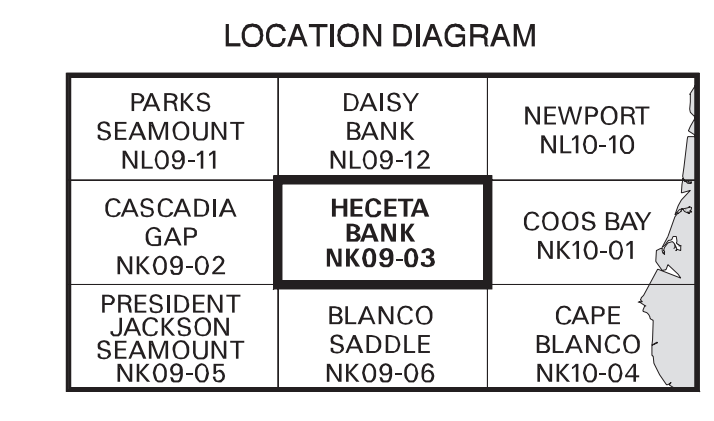 LOCATION DIAGRAM
PARKS
SEAMOUNT
NL09-11
DAISY
BANK
NL09-12
NEWPORT
NL10-10
CASCADIA
GAP
NK09-02
HECETA
BANK
NK09-03
COOS BAY
NK10-01
PRESIDENT
JACKSON
SEAMOUNT
NK09-05
BLANCO
SADDLE
NK09-06
CAPE
BLANCO
NK10-04